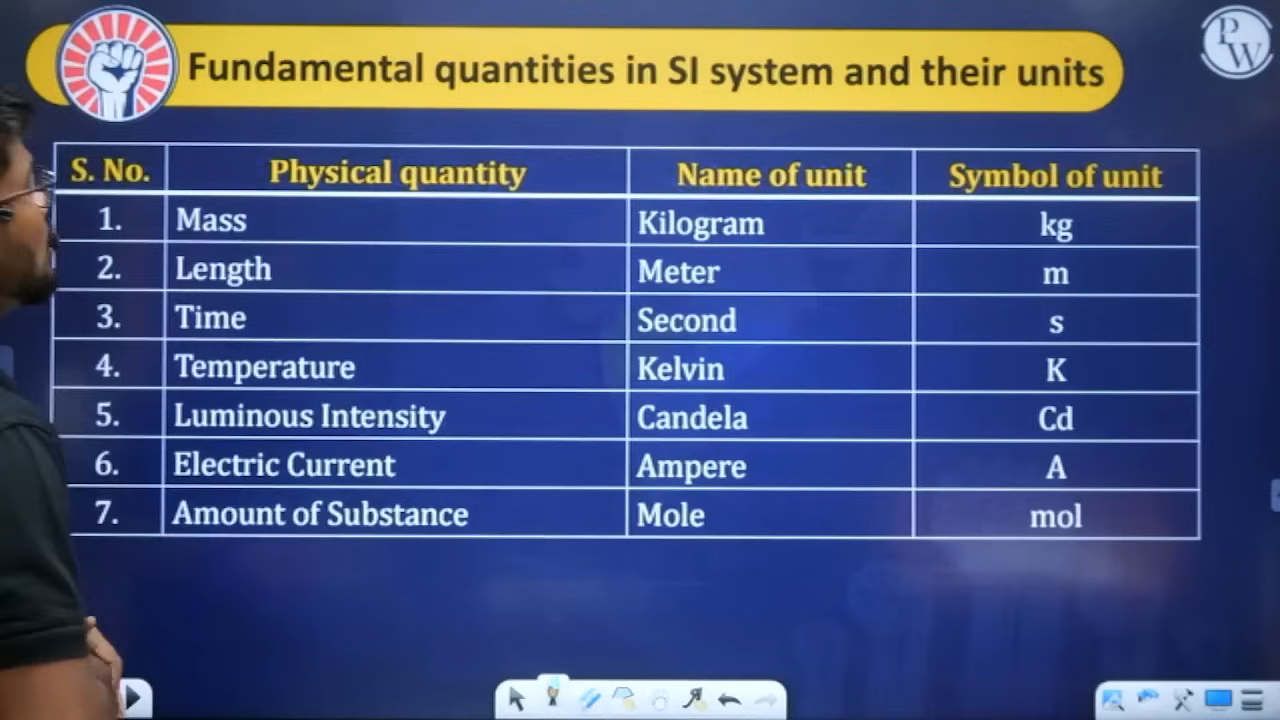 Fundamental quantities in SI system and their units
PW
S. No. Physical quantity Name of unit Symbol of unit
1. Mass Kilogram kg
2. Length Meter m
3. Time Second s
4. Temperature Kelvin K
5. Luminous Intensity Candela Cd
6. Electric Current Ampere A
7. Amount of Substance Mole mol